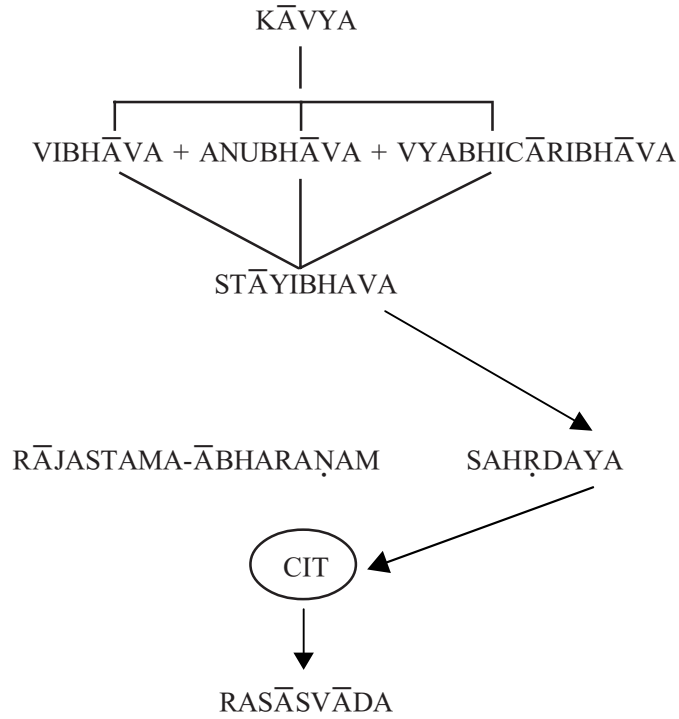 KĀVYA
VIBHĀVA + ANUBHĀVA + VYABHICĀRIBHĀVA
STĀYIBHAVA
RĀJASTAMA-ĀBHARAṆAM SAHṚDAYA
CIT
RASĀSVĀDA